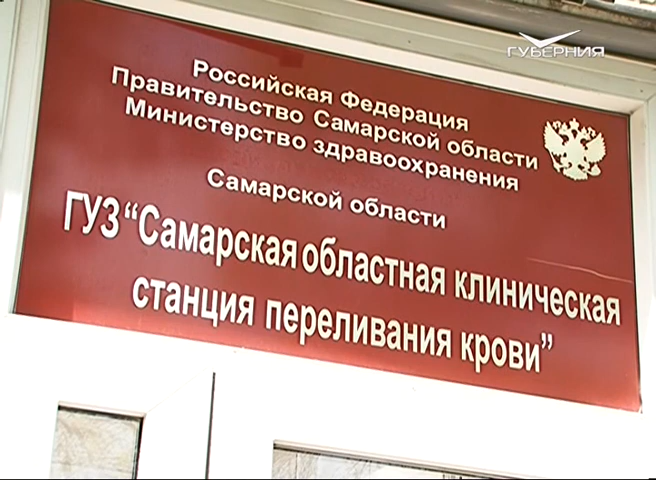 ГУБЕРНИЯ
Российская Федерация
Правительство Самарской области
Министерство здравоохранения
Самарской области
ГУЗ “Самарская областная клиническая
станция переливания крови”